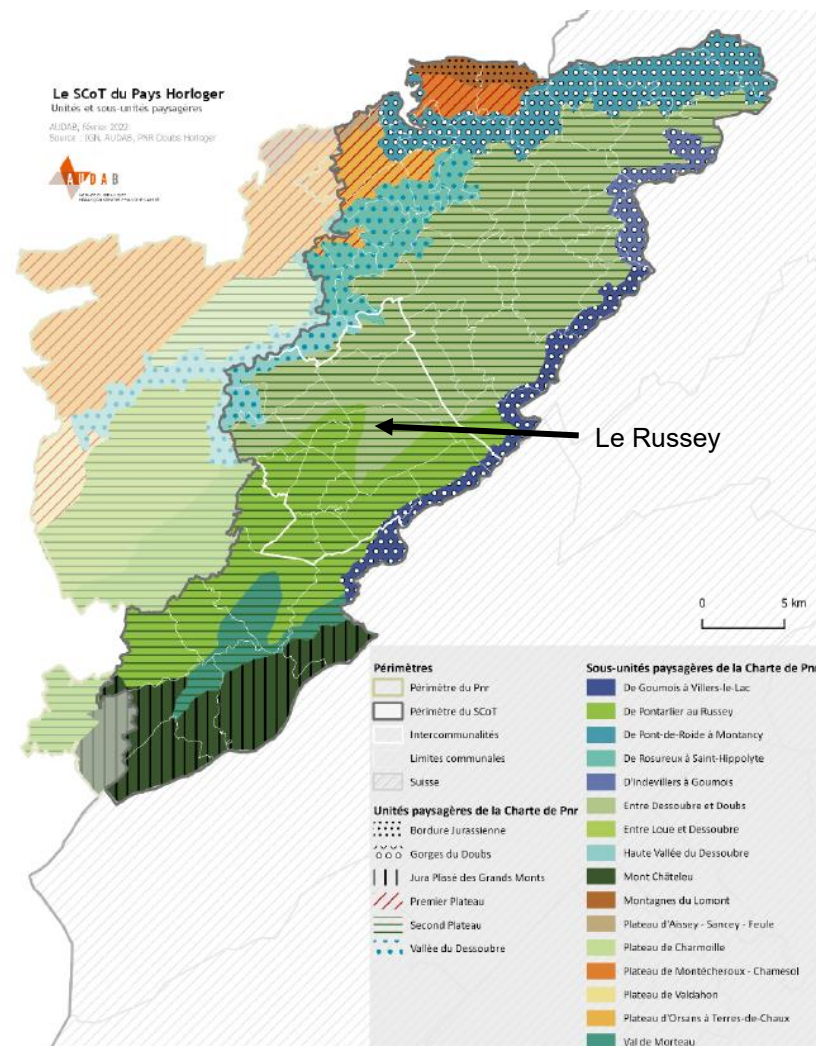 Le SCoT du Pays Horloger
Unités et sous-unités paysagères
AUDAB, février 2022
Source : IGN, AUDAB, PNR Doubs Horloger
AUDAB
Le Russey
0 5 km
Périmètres
Périmètre du Pnr
Périmètre du SCoT
Intercommunalités
Limites communales
Suisse
Unités paysagères de la Charte de Pnr
Bordure Jurassienne
Gorges du Doubs
Jura Plissé des Grands Monts
Premier Plateau
Second Plateau
Vallée du Dessoubre
Sous-unités paysagères de la Charte de Pnr
De Goumois à Villers-le-Lac
De Pontarlier au Russey
De Pont-de-Roide à Montancy
De Rosureux à Saint-Hippolyte
D'Indevillers à Goumois
Entre Dessoubre et Doubs
Entre Loue et Dessoubre
Haute Vallée du Dessoubre
Mont Châteleu
Montagnes du Lomont
Plateau d'Aissey - Sancey - Feule
Plateau de Charmoille
Plateau de Montécheroux - Chamesol
Plateau de Valdahon
Plateau d'Orsans à Terres-de-Chaux
Val de Morteau